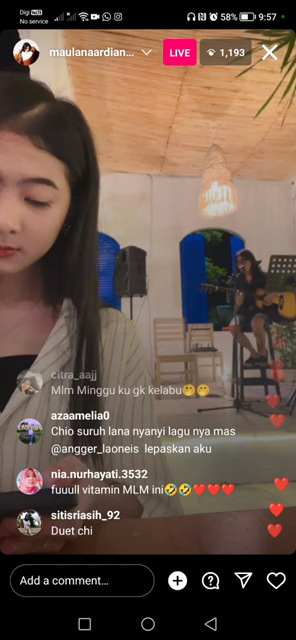 Digi VoLTE
No service
58% 9:57
maulanaardian...
LIVE
1,193
citra_aajj
Mlm Minggu ku gk kelabu🤭🤭
azaamelia0
Chio suruh lana nyanyi lagu nya mas
@angger_laoneis lepaskan aku
nia.nurhayati.3532
fuuull vitamin MLM ini🤣🤣❤️❤️❤️
sitisriasih_92
Duet chi
Add a comment...